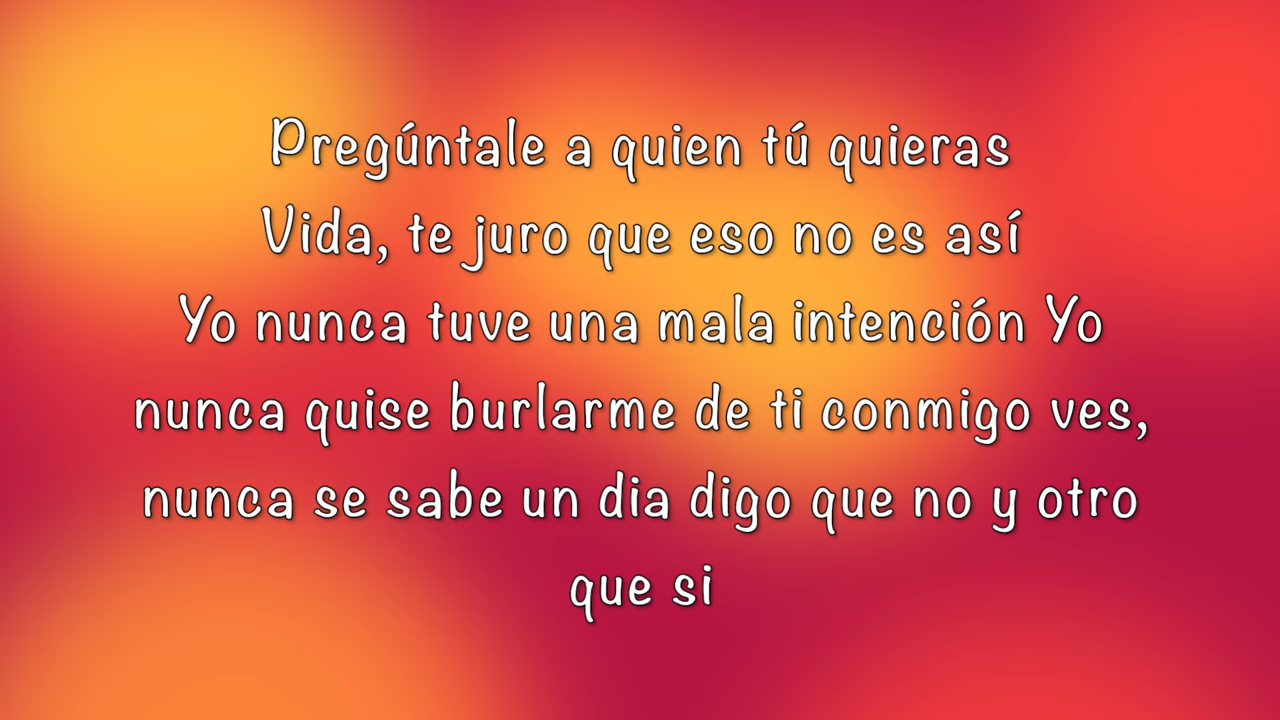 Pregúntale a quien tú quieras
Vida, te juro que eso no es así
Yo nunca tuve una mala intención Yo
nunca quise burlarme de ti conmigo ves,
nunca se sabe un dia digo que no y otro
que si